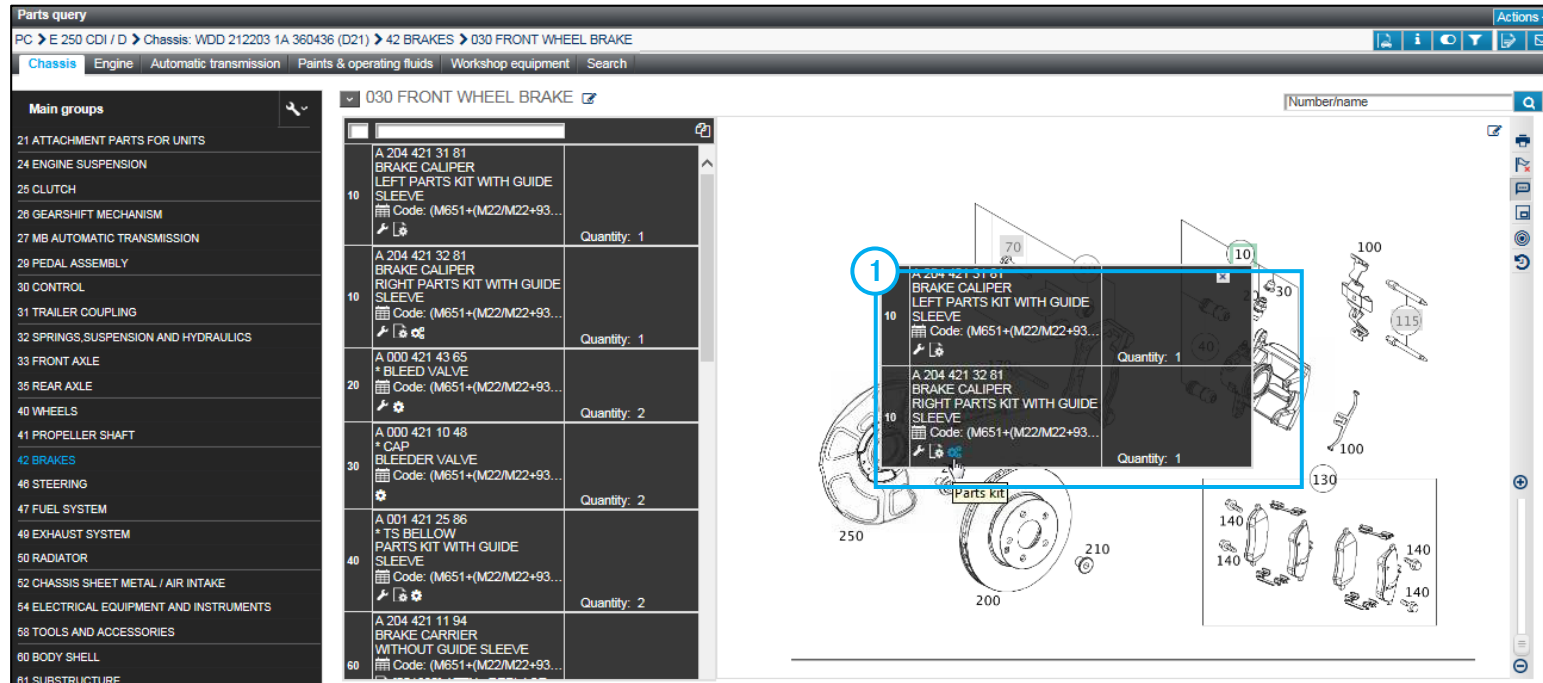 Parts query
Actions
PC > E 250 CDI / D > Chassis: WDD 212203 1A 360436 (D21) > 42 BRAKES > 030 FRONT WHEEL BRAKE
Chassis Engine Automatic transmission Paints & operating fluids Workshop equipment Search
Main groups
21 ATTACHMENT PARTS FOR UNITS
24 ENGINE SUSPENSION
25 CLUTCH
26 GEARSHIFT MECHANISM
27 MB AUTOMATIC TRANSMISSION
29 PEDAL ASSEMBLY
30 CONTROL
31 TRAILER COUPLING
32 SPRINGS,SUSPENSION AND HYDRAULICS
33 FRONT AXLE
35 REAR AXLE
40 WHEELS
41 PROPELLER SHAFT
42 BRAKES
46 STEERING
47 FUEL SYSTEM
49 EXHAUST SYSTEM
50 RADIATOR
52 CHASSIS SHEET METAL / AIR INTAKE
54 ELECTRICAL EQUIPMENT AND INSTRUMENTS
58 TOOLS AND ACCESSORIES
60 BODY SHELL
61 SUBSTRUCTURE
030 FRONT WHEEL BRAKE
Number/name
A 204 421 31 81
BRAKE CALIPER
LEFT PARTS KIT WITH GUIDE
10 SLEEVE
Code: (M651+(M22/M22+93...
Quantity: 1
A 204 421 32 81
BRAKE CALIPER
RIGHT PARTS KIT WITH GUIDE
10 SLEEVE
Code: (M651+(M22/M22+93...
Quantity: 1
A 000 421 43 65
* BLEED VALVE
20 Code: (M651+(M22/M22+93...
Quantity: 2
A 000 421 10 48
* CAP
30 BLEEDER VALVE
Code: (M651+(M22/M22+93...
Quantity: 2
A 001 421 25 86
* TS BELLOW
PARTS KIT WITH GUIDE
40 SLEEVE
Code: (M651+(M22/M22+93...
Quantity: 2
A 204 421 11 94
BRAKE CARRIER
WITHOUT GUIDE SLEEVE
60 Code: (M651+(M22/M22+93...
70
10
100
30
115
40
1
A 204 421 31 81
BRAKE CALIPER
LEFT PARTS KIT WITH GUIDE
10 SLEEVE
Code: (M651+(M22/M22+93...
Quantity: 1
A 204 421 32 81
BRAKE CALIPER
RIGHT PARTS KIT WITH GUIDE
10 SLEEVE
Code: (M651+(M22/M22+93...
Quantity: 1
Parts kit
100
130
140
140
140
140
250
210
200